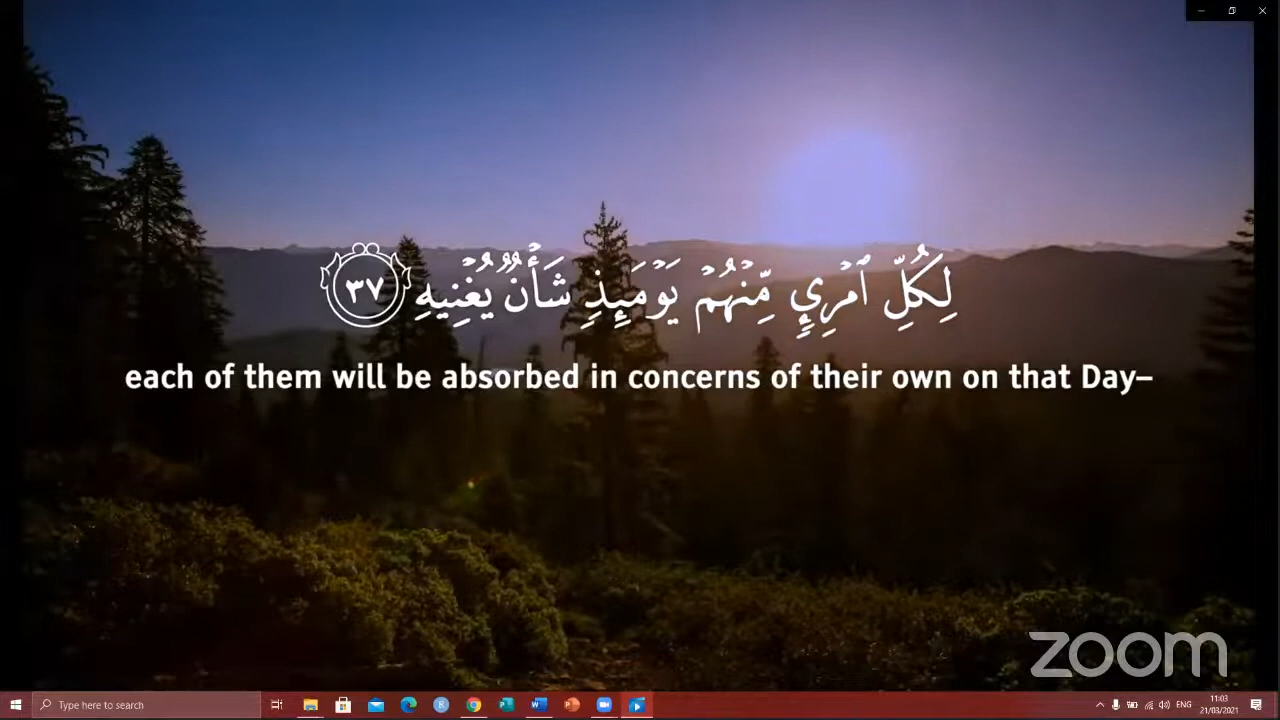 لِكُلِّ ٱمۡرِيٕٖ مِّنۡهُمۡ يَوۡمَئِذٖ شَأۡنٞ يُغۡنِيهِ ٣٧
each of them will be absorbed in concerns of their own on that Day–
zoom
Type here to search
ENG
11:03
21/03/2021